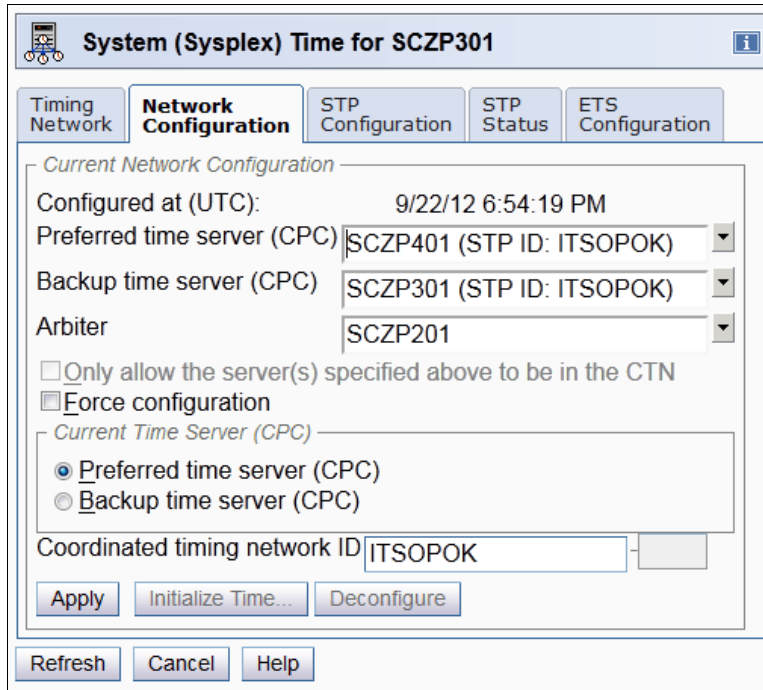 System (Sysplex) Time for SCZP301
i
Timing Network
Network Configuration
STP Configuration
STP Status
ETS Configuration
Current Network Configuration
Configured at (UTC): 9/22/12 6:54:19 PM
Preferred time server (CPC) SCZP401 (STP ID: ITSOPOK)
Backup time server (CPC) SCZP301 (STP ID: ITSOPOK)
Arbiter SCZP201
Only allow the server(s) specified above to be in the CTN
Force configuration
Current Time Server (CPC)
Preferred time server (CPC)
Backup time server (CPC)
Coordinated timing network ID ITSOPOK -
Apply Initialize Time... Deconfigure
Refresh Cancel Help